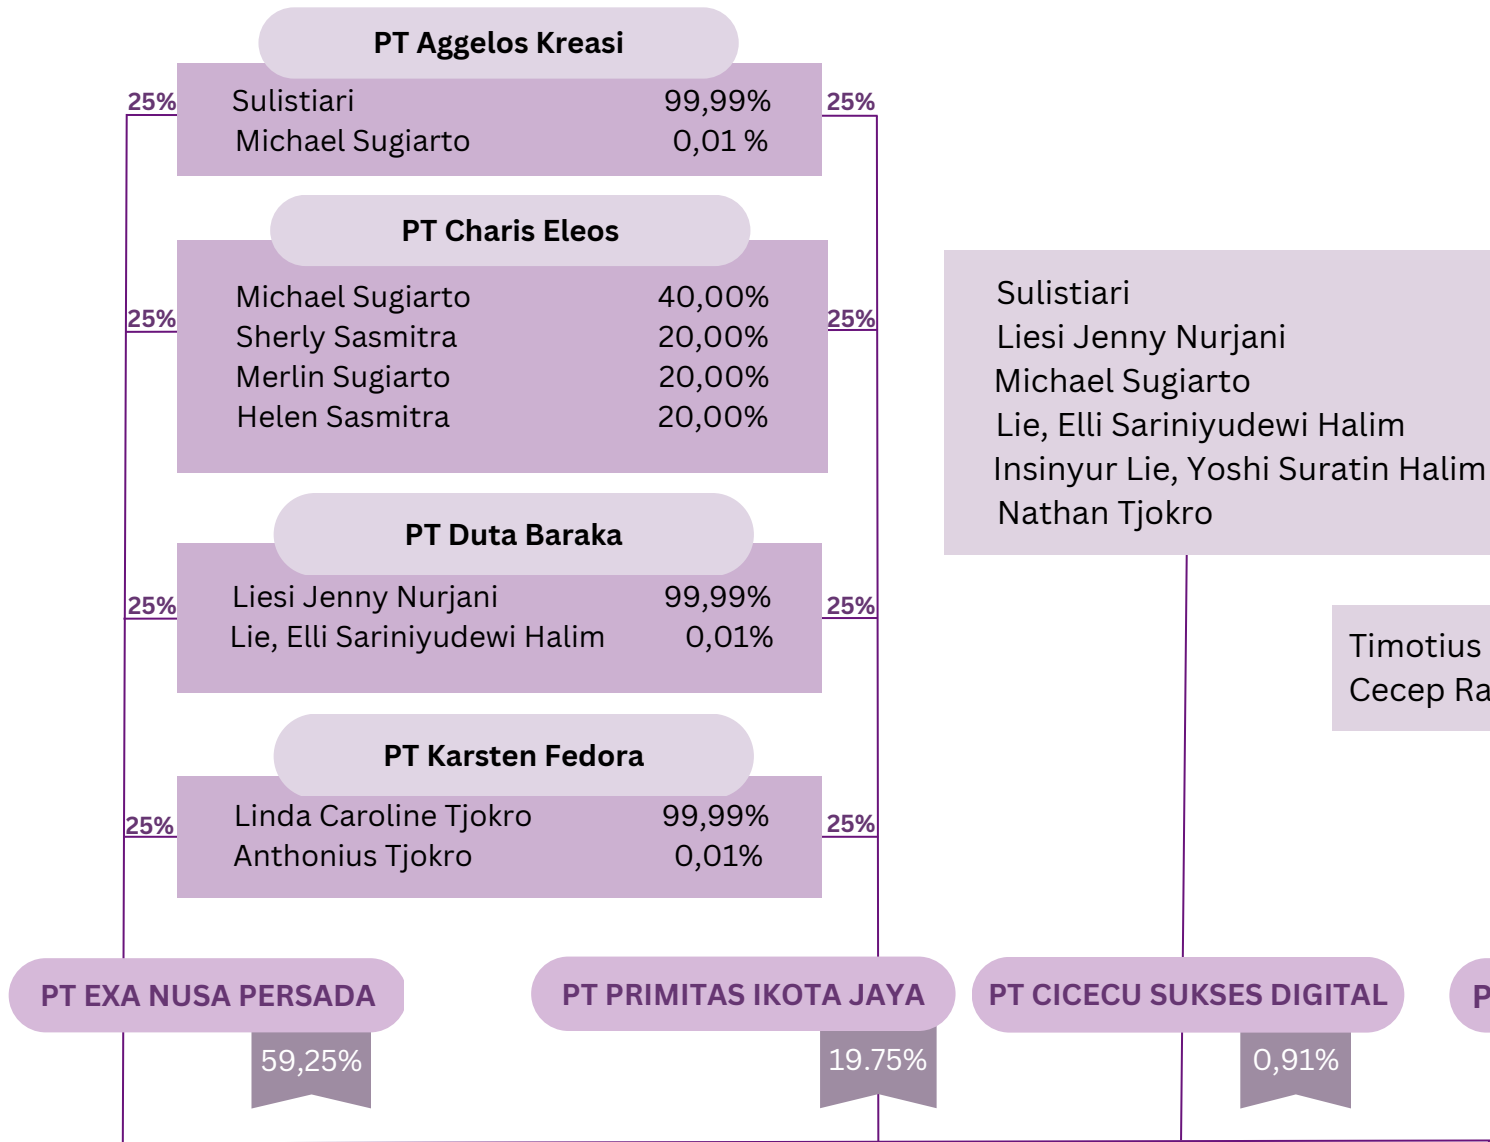 PT Aggelos Kreasi
25%
Sulistiari 99,99%
25%
Michael Sugiarto 0,01 %
PT Charis Eleos
25%
Michael Sugiarto 40,00%
Sherly Sasmitra 20,00%
Merlin Sugiarto 20,00%
Helen Sasmitra 20,00%
25%
PT Duta Baraka
25%
Liesi Jenny Nurjani 99,99%
Lie, Elli Sariniyudewi Halim 0,01%
25%
PT Karsten Fedora
25%
Linda Caroline Tjokro 99,99%
Anthonius Tjokro 0,01%
25%
Sulistiari
Liesi Jenny Nurjani
Michael Sugiarto
Lie, Elli Sariniyudewi Halim
Insinyur Lie, Yoshi Suratin Halim
Nathan Tjokro
Timotius
Cecep
PT EXA NUSA PERSADA
59,25%
PT PRIMITAS IKOTA JAYA
19.75%
PT CICECU SUKSES DIGITAL
0,91%